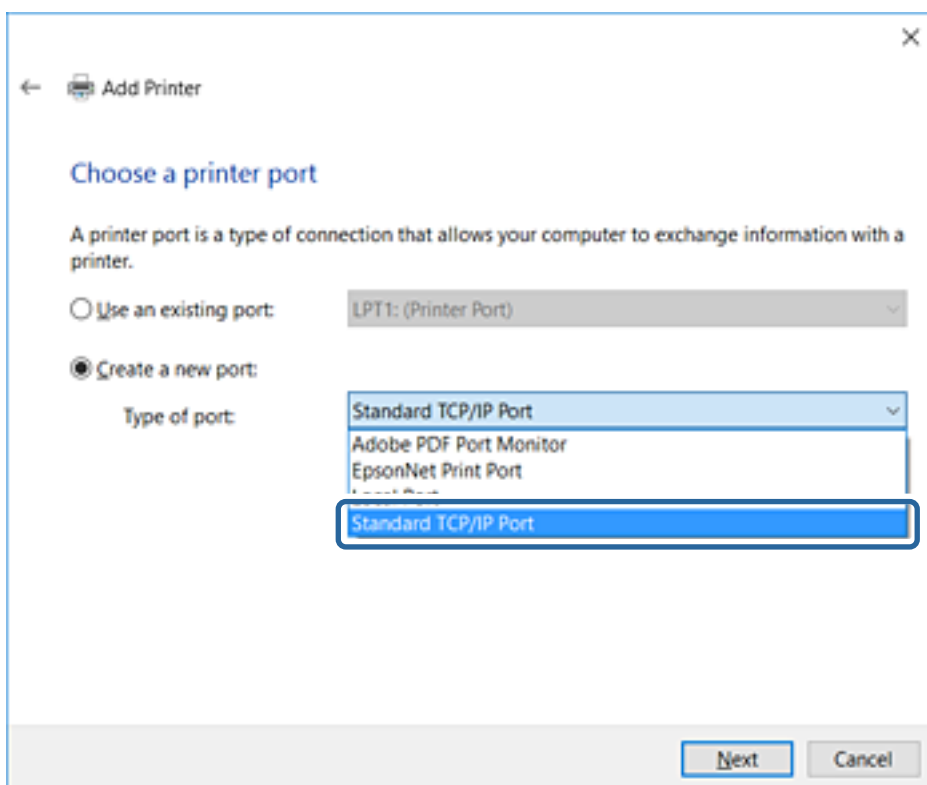 Add Printer
Choose a printer port
A printer port is a type of connection that allows your computer to exchange information with a
printer.
Use an existing port:
LPT1: (Printer Port)
Create a new port:
Type of port:
Standard TCP/IP Port
Adobe PDF Port Monitor
EpsonNet Print Port
Local Port
Standard TCP/IP Port
Next
Cancel